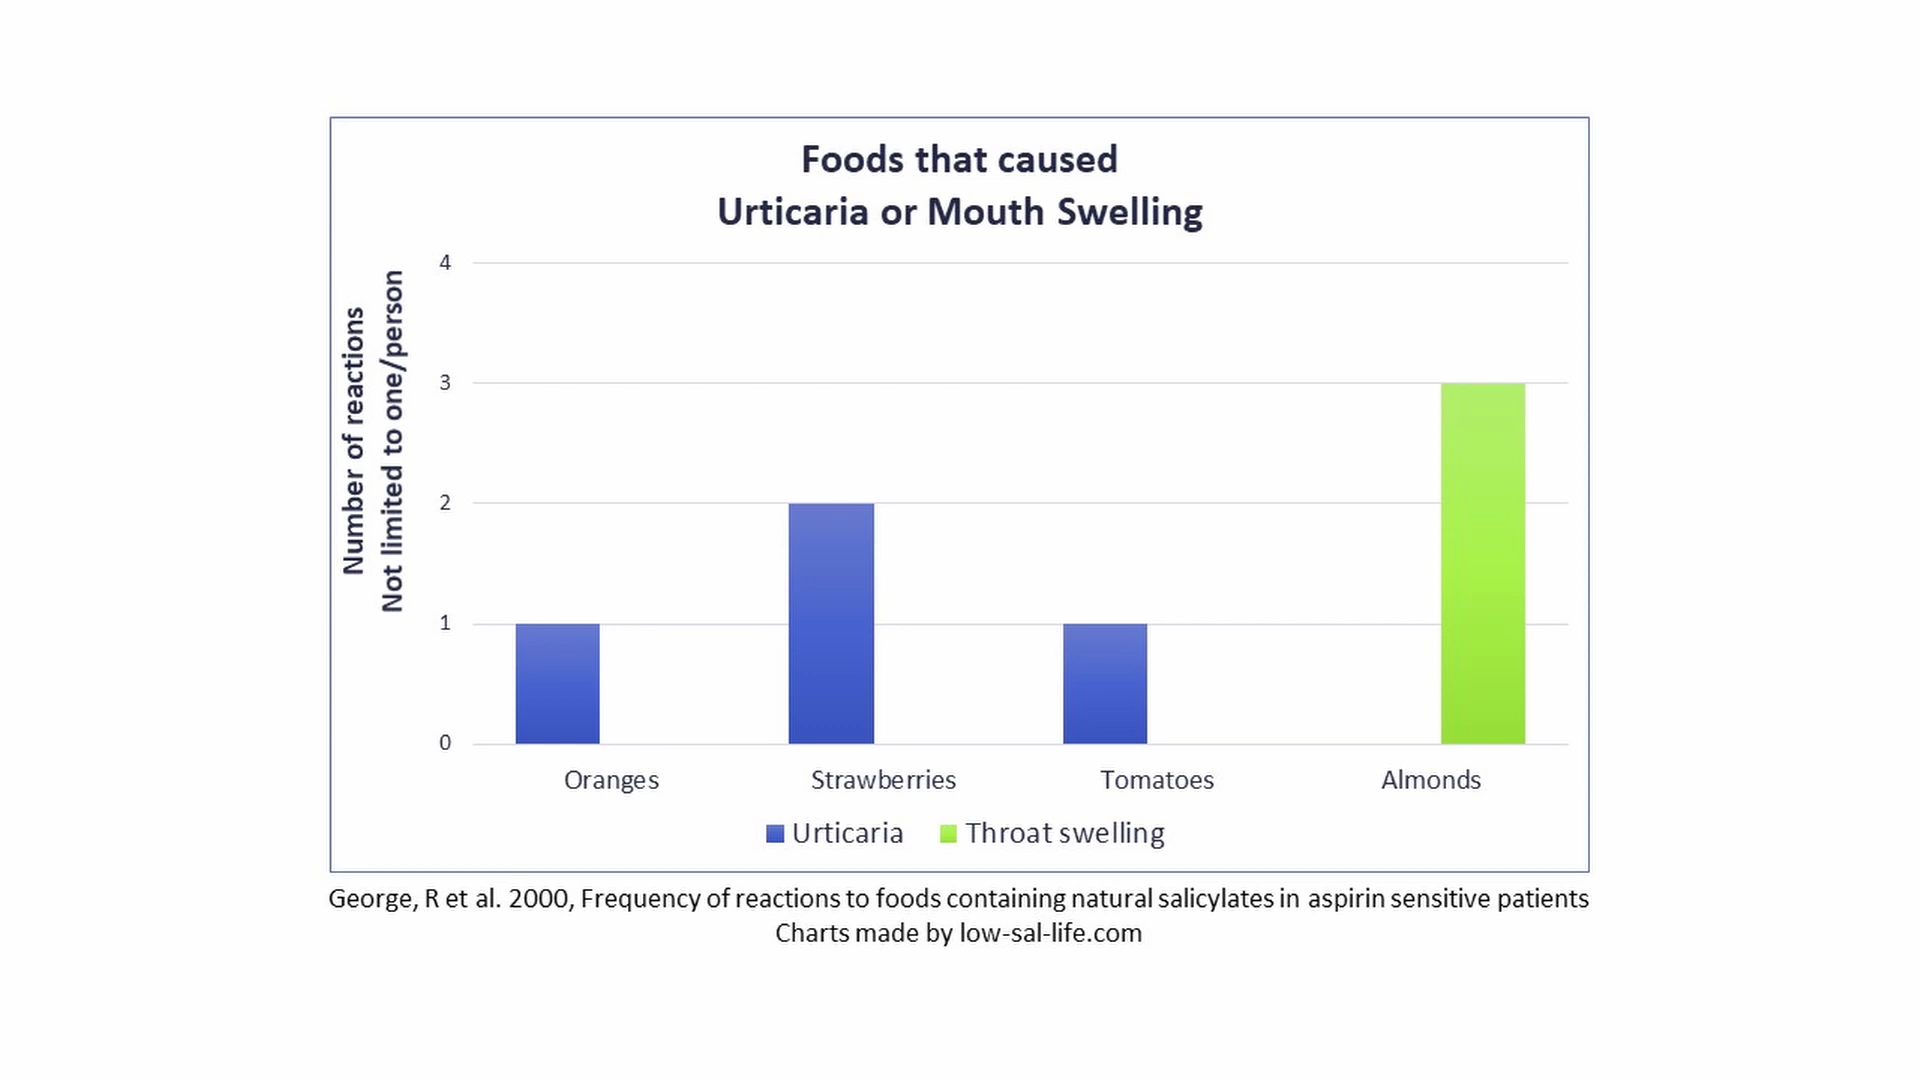 Foods that caused
Urticaria or Mouth Swelling
Number of reactions
Not limited to one/person
4
3
2
1
0
Oranges
Strawberries
Tomatoes
Almonds
Urticaria
Throat swelling
George, R et al. 2000, Frequency of reactions to foods containing natural salicylates in aspirin sensitive patients
Charts made by low-sal-life.com